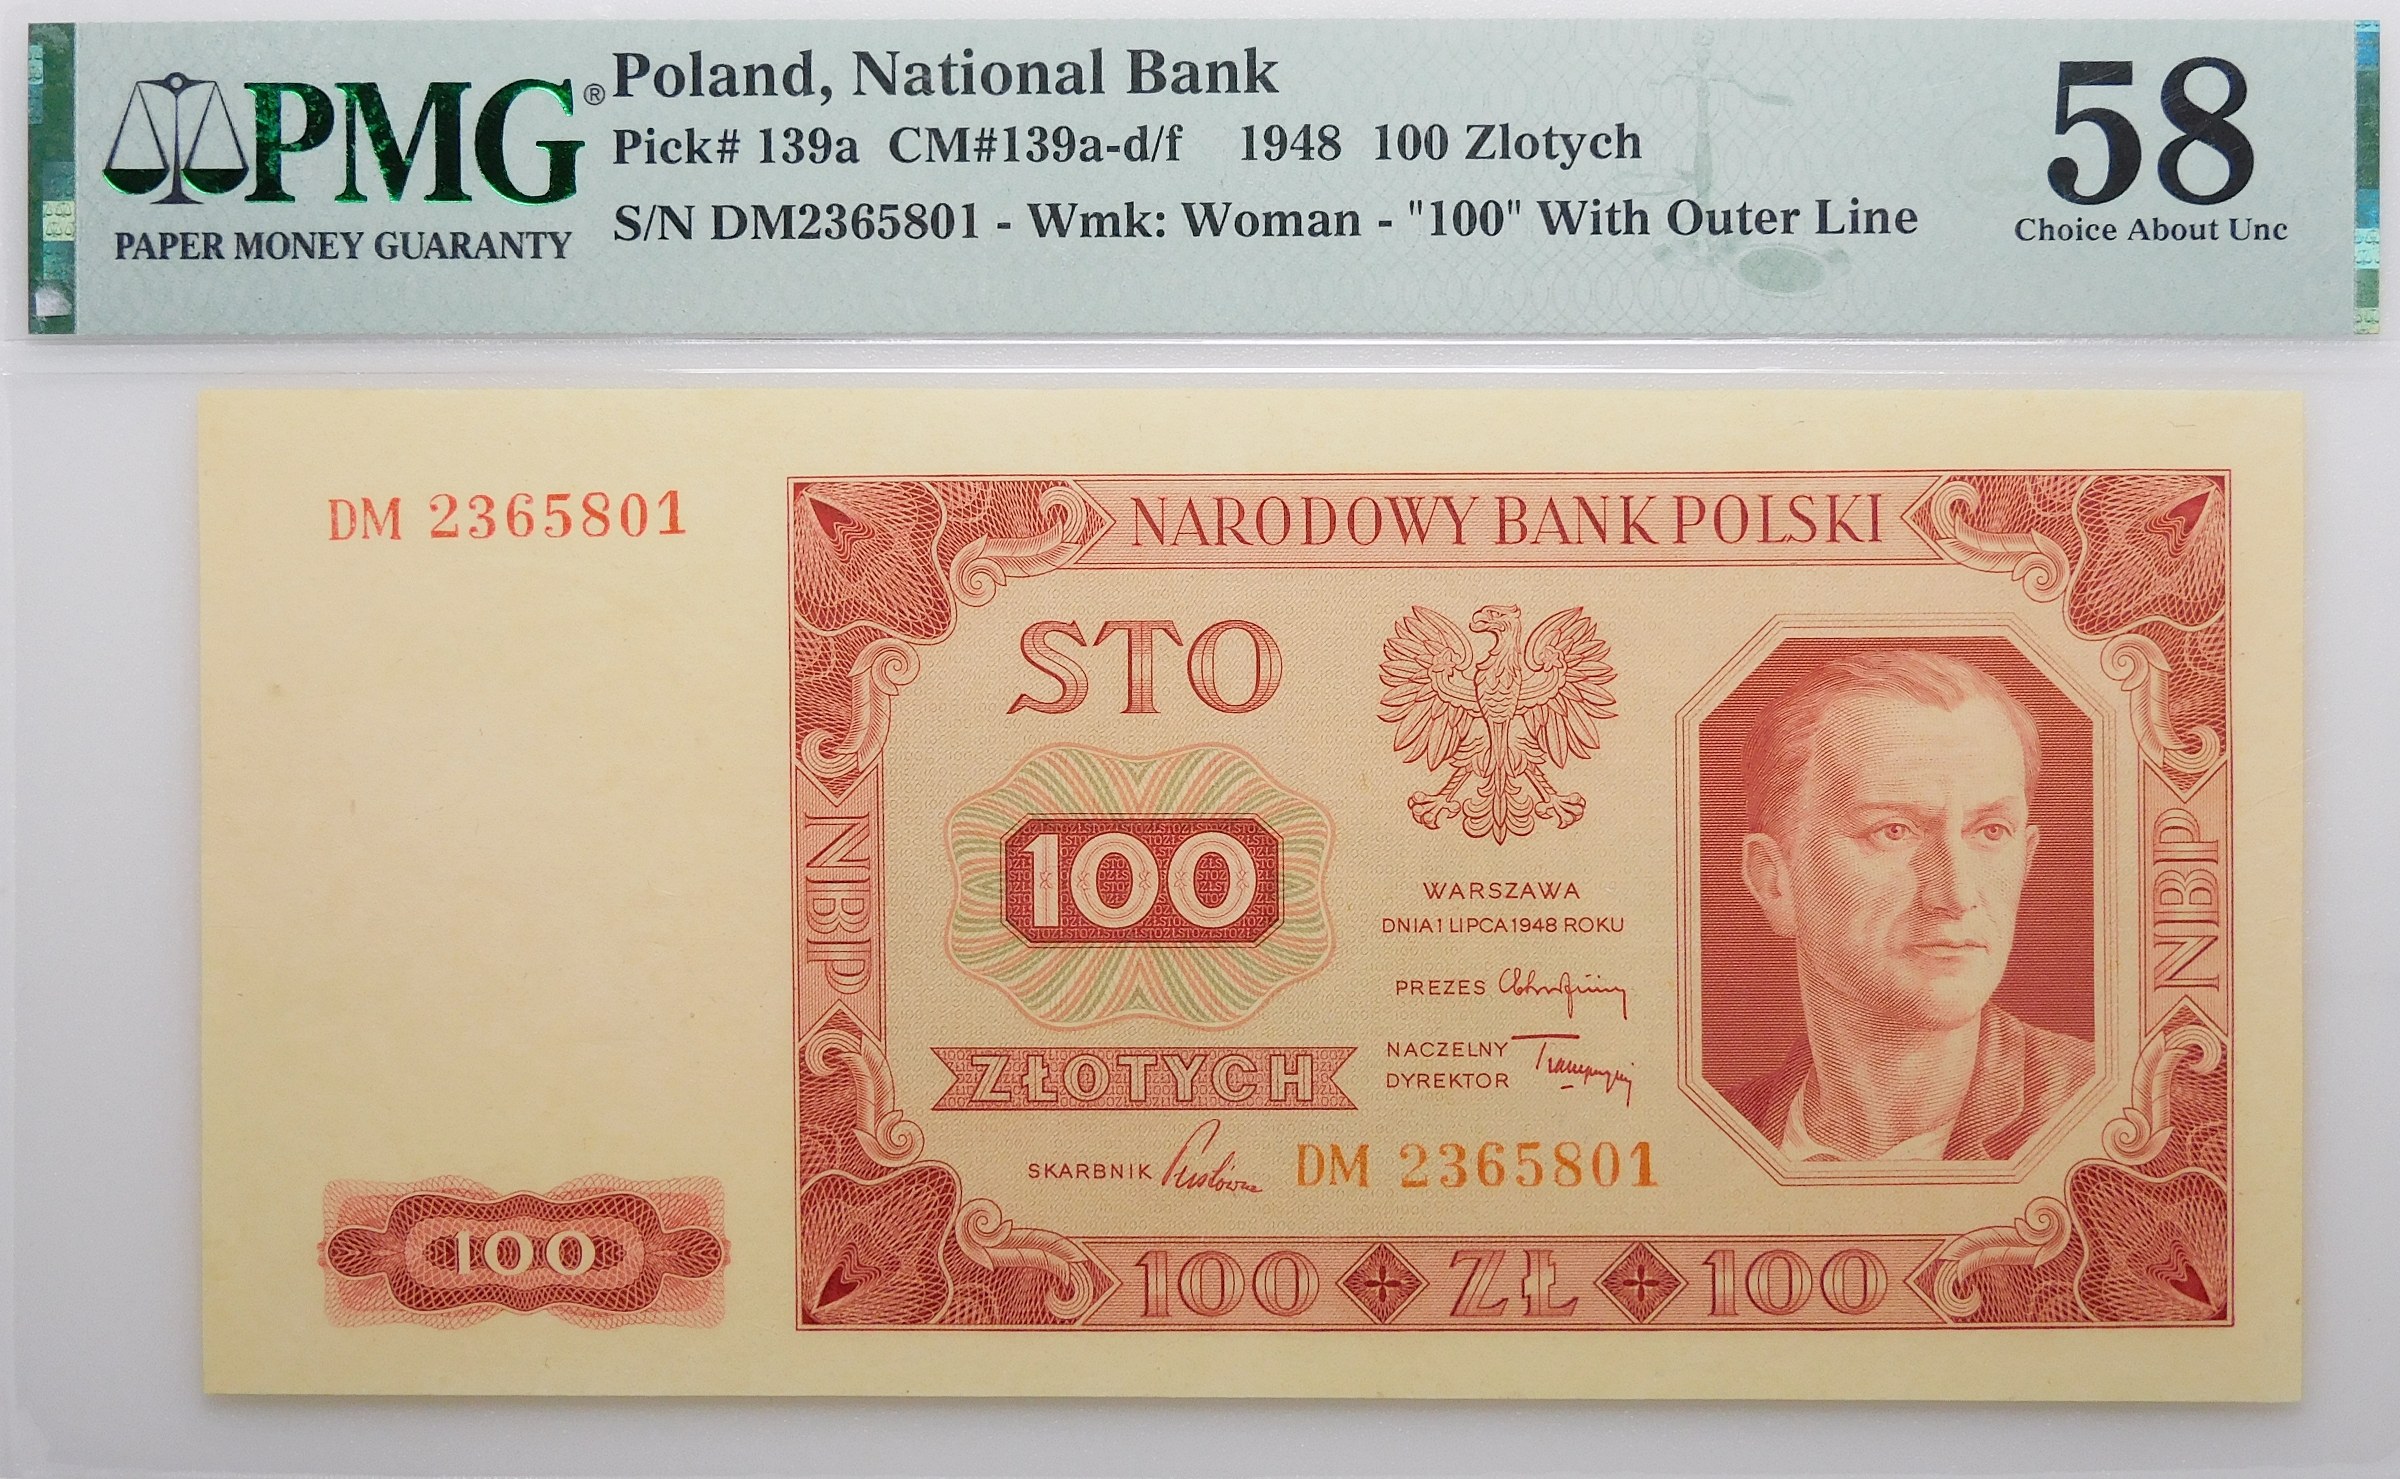 PMG®
PAPER MONEY GUARANTY
Poland, National Bank
Pick# 139a CM#139a-d/f 1948 100 Zlotych
S/N DM2365801 - Wmk: Woman - "100" With Outer Line
58
Choice About Unc
DM 2365801
NARODOWY BANK POLSKI
STO
100
ZŁOTYCH
NBP
WARSZAWA
DNIA 1 LIPCA 1948 ROKU
PREZES
NACZELNY
DYREKTOR
SKARBNIK
DM 2365801
NBP
100
100 ZŁ 100